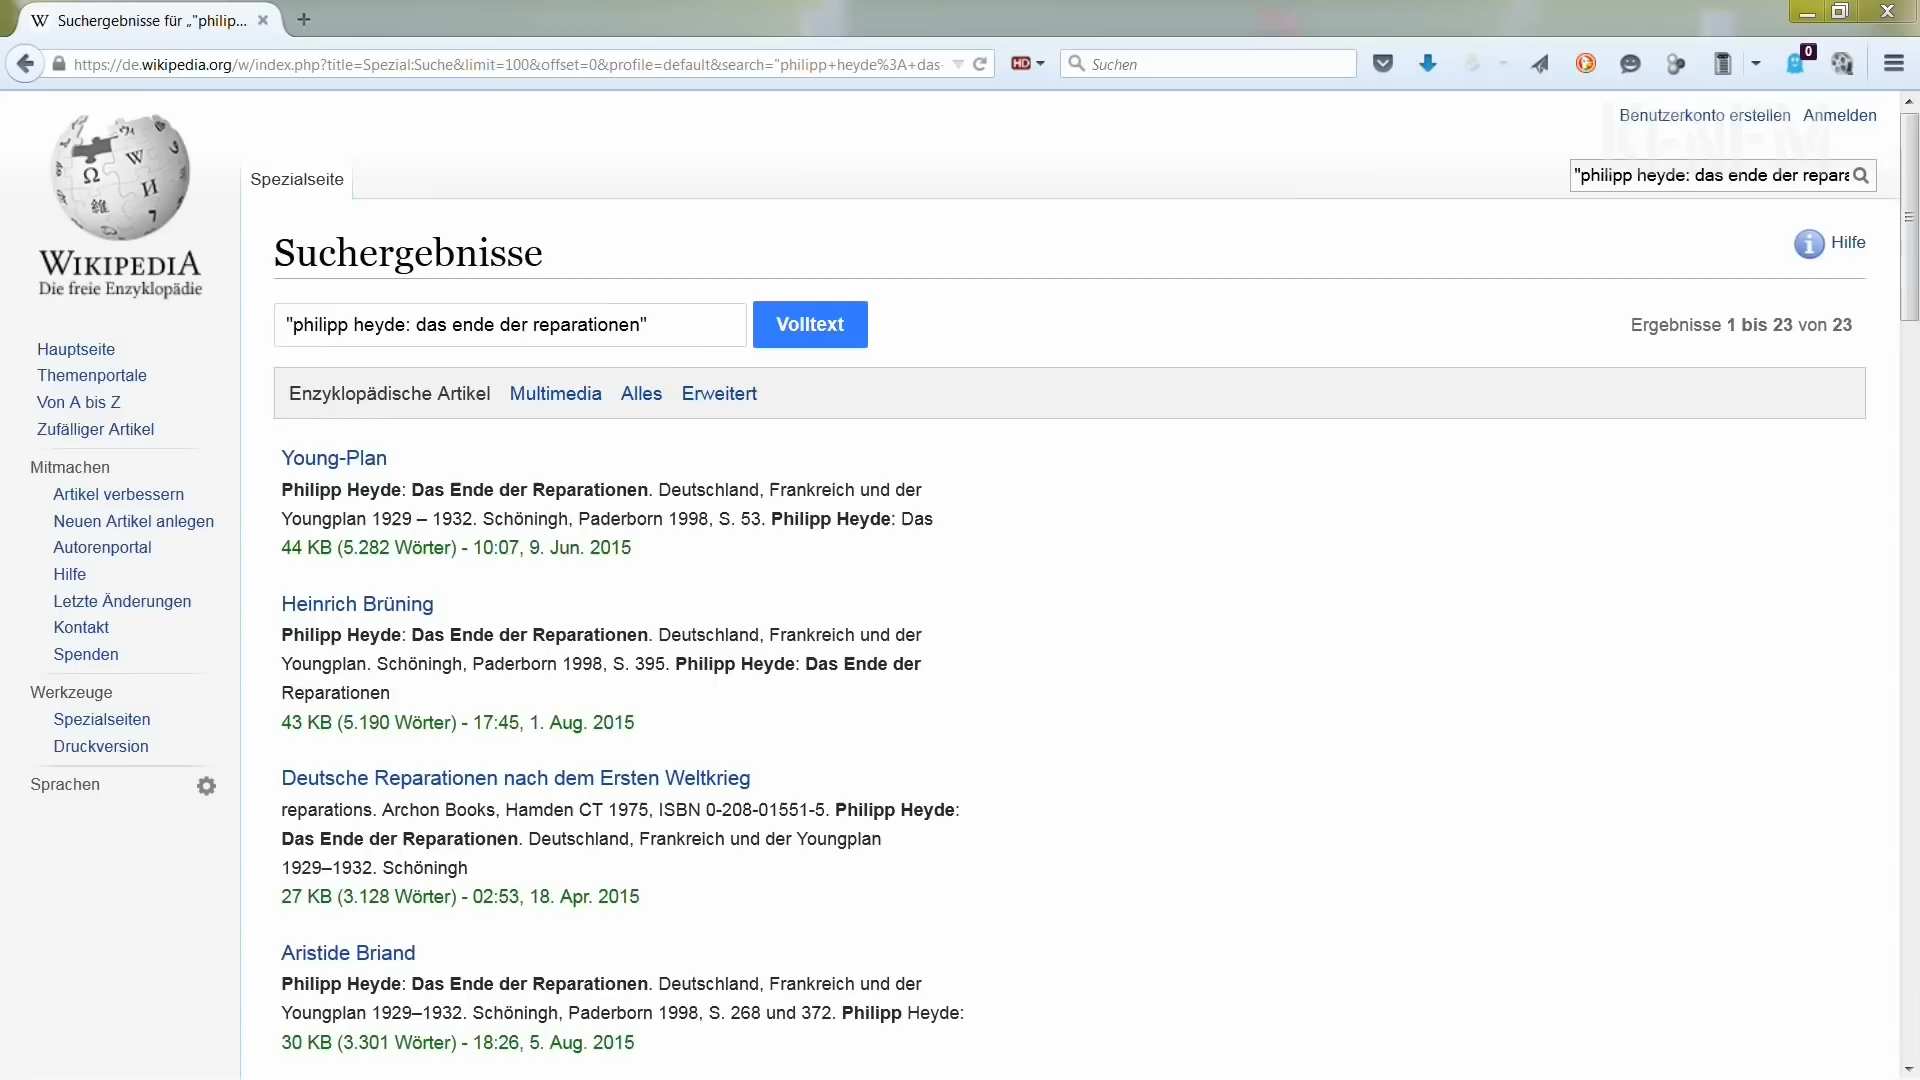 Suchergebnisse für „"philip...
https://de.wikipedia.org/w/index.php?title=Spezial:Suche&limit=100&offset=0&profile=default&search="philipp+heyde%3A+das-
HD
Suchen
0
Benutzerkonto erstellen Anmelden
Spezialseite
"philipp heyde: das ende der repara
WIKIPEDIA
Die freie Enzyklopädie
Suchergebnisse
Hilfe
"philipp heyde: das ende der reparationen"
Volltext
Ergebnisse 1 bis 23 von 23
Enzyklopädische Artikel Multimedia Alles Erweitert
Hauptseite
Themenportale
Von A bis Z
Zufälliger Artikel
Mitmachen
Artikel verbessern
Neuen Artikel anlegen
Autorenportal
Hilfe
Letzte Änderungen
Kontakt
Spenden
Werkzeuge
Spezialseiten
Druckversion
Sprachen
Young-Plan
Philipp Heyde: Das Ende der Reparationen. Deutschland, Frankreich und der
Youngplan 1929 – 1932. Schöningh, Paderborn 1998, S. 53. Philipp Heyde: Das
44 KB (5.282 Wörter) - 10:07, 9. Jun. 2015
Heinrich Brüning
Philipp Heyde: Das Ende der Reparationen. Deutschland, Frankreich und der
Youngplan. Schöningh, Paderborn 1998, S. 395. Philipp Heyde: Das Ende der
Reparationen
43 KB (5.190 Wörter) - 17:45, 1. Aug. 2015
Deutsche Reparationen nach dem Ersten Weltkrieg
reparations. Archon Books, Hamden CT 1975, ISBN 0-208-01551-5. Philipp Heyde:
Das Ende der Reparationen. Deutschland, Frankreich und der Youngplan
1929–1932. Schöningh
27 KB (3.128 Wörter) - 02:53, 18. Apr. 2015
Aristide Briand
Philipp Heyde: Das Ende der Reparationen. Deutschland, Frankreich und der
Youngplan 1929–1932. Schöningh, Paderborn 1998, S. 268 und 372. Philipp Heyde:
30 KB (3.301 Wörter) - 18:26, 5. Aug. 2015